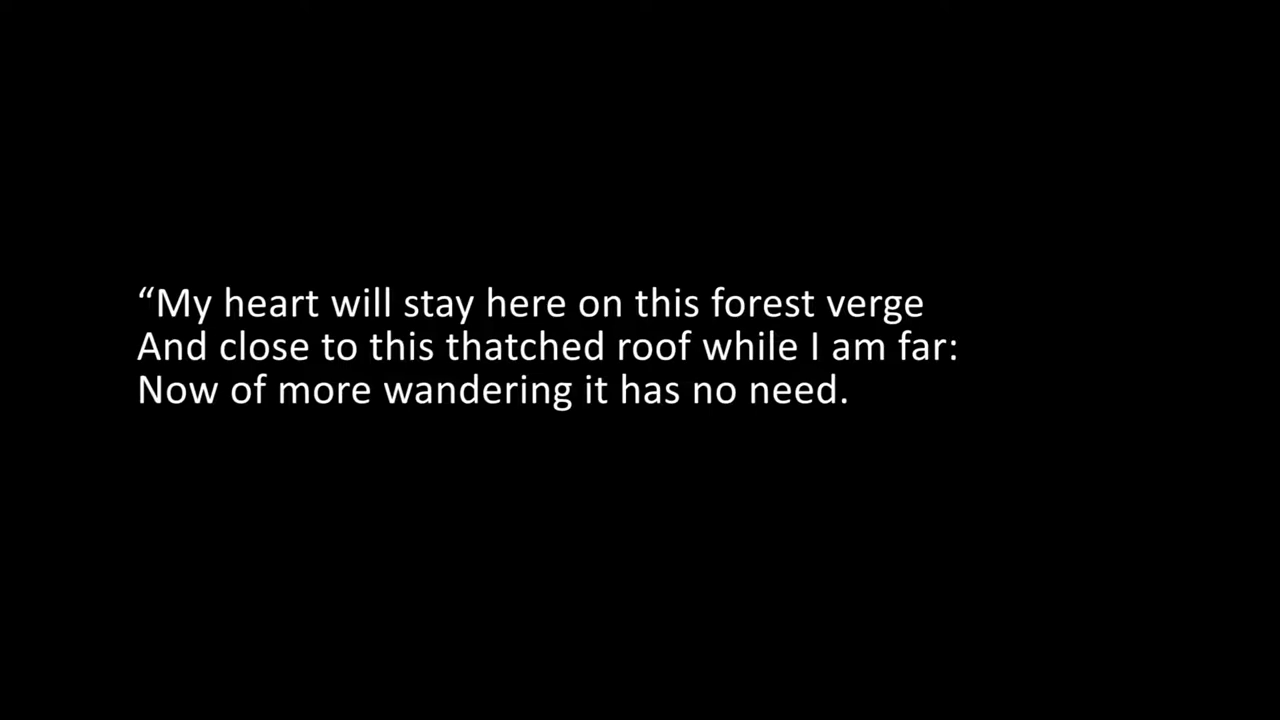 “My heart will stay here on this forest verge
And close to this thatched roof while I am far:
Now of more wandering it has no need.